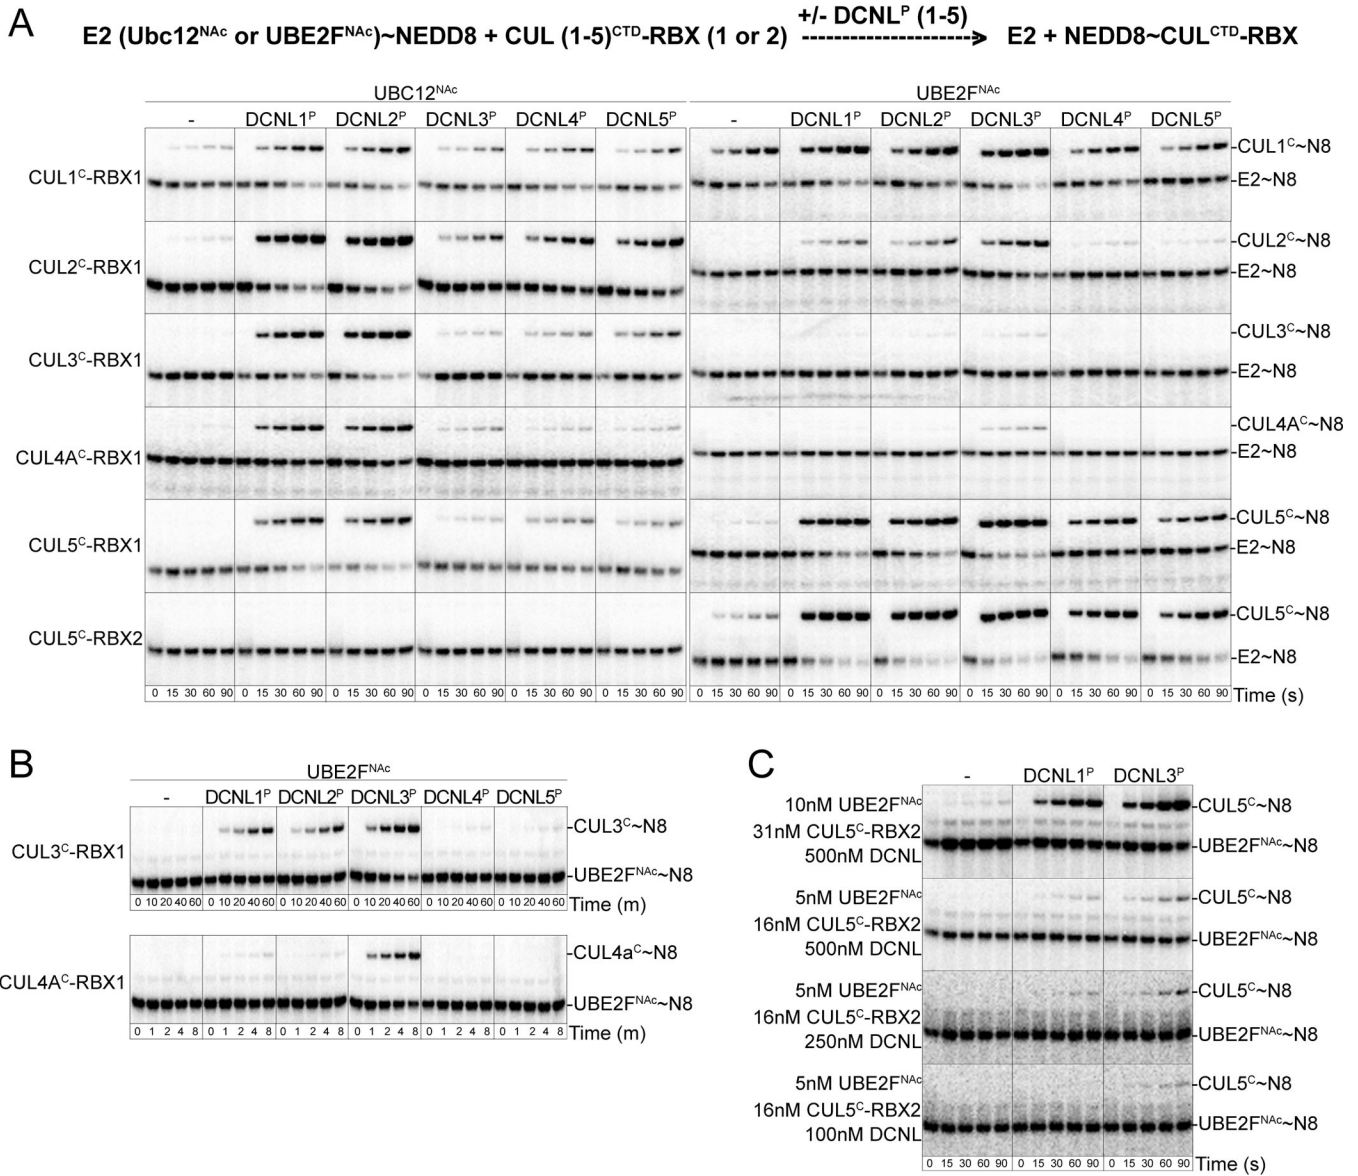 A
+/- DCNLᴾ (1-5)
E2 (Ubc12ᴺᴬᶜ or UBE2Fᴺᴬᶜ)~NEDD8 + CUL (1-5)ᶜᵀᴰ-RBX (1 or 2) ----------------------> E2 + NEDD8~CULᶜᵀᴰ-RBX
UBC12ᴺᴬᶜ UBE2Fᴺᴬᶜ
- DCNL1ᴾ DCNL2ᴾ DCNL3ᴾ DCNL4ᴾ DCNL5ᴾ - DCNL1ᴾ DCNL2ᴾ DCNL3ᴾ DCNL4ᴾ DCNL5ᴾ
-CUL1ᶜ~N8
CUL1ᶜ-RBX1 -E2~N8
-CUL2ᶜ~N8
CUL2ᶜ-RBX1 -E2~N8
-CUL3ᶜ~N8
CUL3ᶜ-RBX1 -E2~N8
-CUL4Aᶜ~N8
CUL4Aᶜ-RBX1 -E2~N8
-CUL5ᶜ~N8
CUL5ᶜ-RBX1 -E2~N8
-CUL5ᶜ~N8
CUL5ᶜ-RBX2 -E2~N8
0 15 30 60 90 0 15 30 60 90 0 15 30 60 90 0 15 30 60 90 0 15 30 60 90 0 15 30 60 90 0 15 30 60 90 0 15 30 60 90 0 15 30 60 90 0 15 30 60 90 0 15 30 60 90 0 15 30 60 90 Time (s)
B
UBE2Fᴺᴬᶜ
- DCNL1ᴾ DCNL2ᴾ DCNL3ᴾ DCNL4ᴾ DCNL5ᴾ
-CUL3ᶜ~N8
CUL3ᶜ-RBX1
-UBE2Fᴺᴬᶜ~N8
0 10 20 40 60 0 10 20 40 60 0 10 20 40 60 0 10 20 40 60 0 10 20 40 60 0 10 20 40 60 Time (m)
-CUL4aᶜ~N8
CUL4Aᶜ-RBX1
-UBE2Fᴺᴬᶜ~N8
0 1 2 4 8 0 1 2 4 8 0 1 2 4 8 0 1 2 4 8 0 1 2 4 8 0 1 2 4 8 Time (m)
C
- DCNL1ᴾ DCNL3ᴾ
10nM UBE2Fᴺᴬᶜ -CUL5ᶜ~N8
31nM CUL5ᶜ-RBX2
500nM DCNL -UBE2Fᴺᴬᶜ~N8
5nM UBE2Fᴺᴬᶜ -CUL5ᶜ~N8
16nM CUL5ᶜ-RBX2
500nM DCNL -UBE2Fᴺᴬᶜ~N8
5nM UBE2Fᴺᴬᶜ -CUL5ᶜ~N8
16nM CUL5ᶜ-RBX2
250nM DCNL -UBE2Fᴺᴬᶜ~N8
5nM UBE2Fᴺᴬᶜ -CUL5ᶜ~N8
16nM CUL5ᶜ-RBX2
100nM DCNL -UBE2Fᴺᴬᶜ~N8
0 15 30 60 90 0 15 30 60 90 0 15 30 60 90 Time (s)